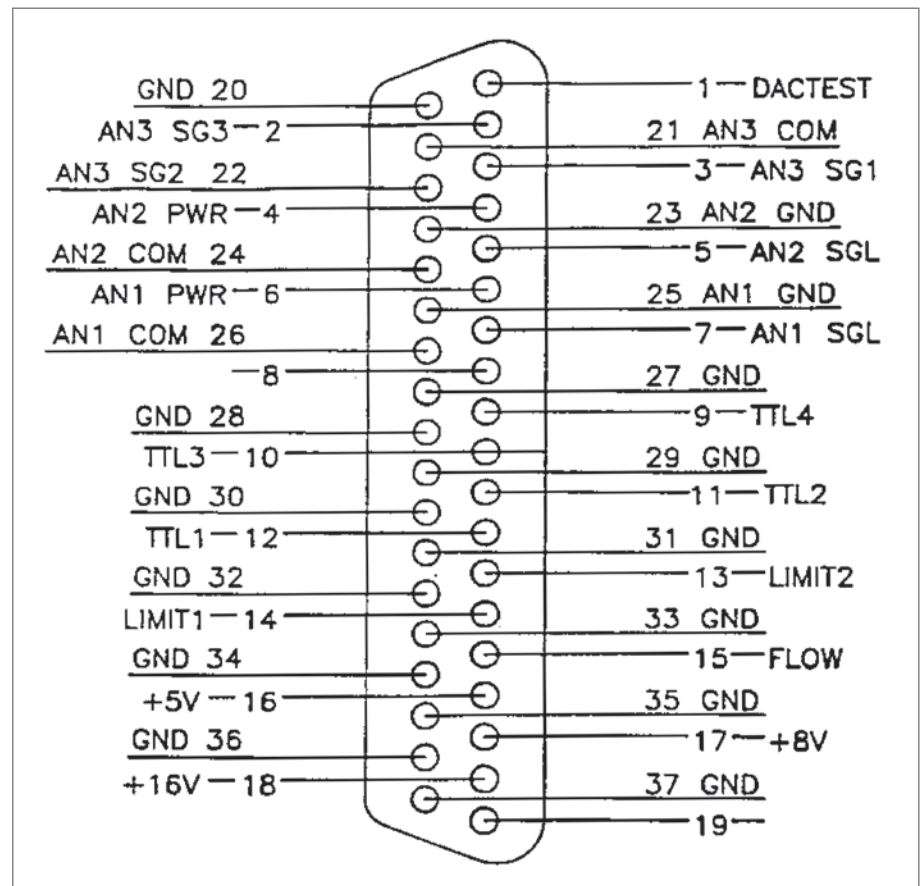 1 — DACTEST
GND 20
AN3 SG3 — 2
21 AN3 COM
AN3 SG2 22
3 — AN3 SG1
AN2 PWR — 4
23 AN2 GND
AN2 COM 24
5 — AN2 SGL
AN1 PWR — 6
25 AN1 GND
AN1 COM 26
7 — AN1 SGL
— 8
27 GND
GND 28
9 — TTL4
TTL3 — 10
29 GND
GND 30
11 — TTL2
TTL1 — 12
31 GND
GND 32
13 — LIMIT2
LIMIT1 — 14
33 GND
GND 34
15 — FLOW
+5V — 16
35 GND
GND 36
17 — +8V
+16V — 18
37 GND
19 —